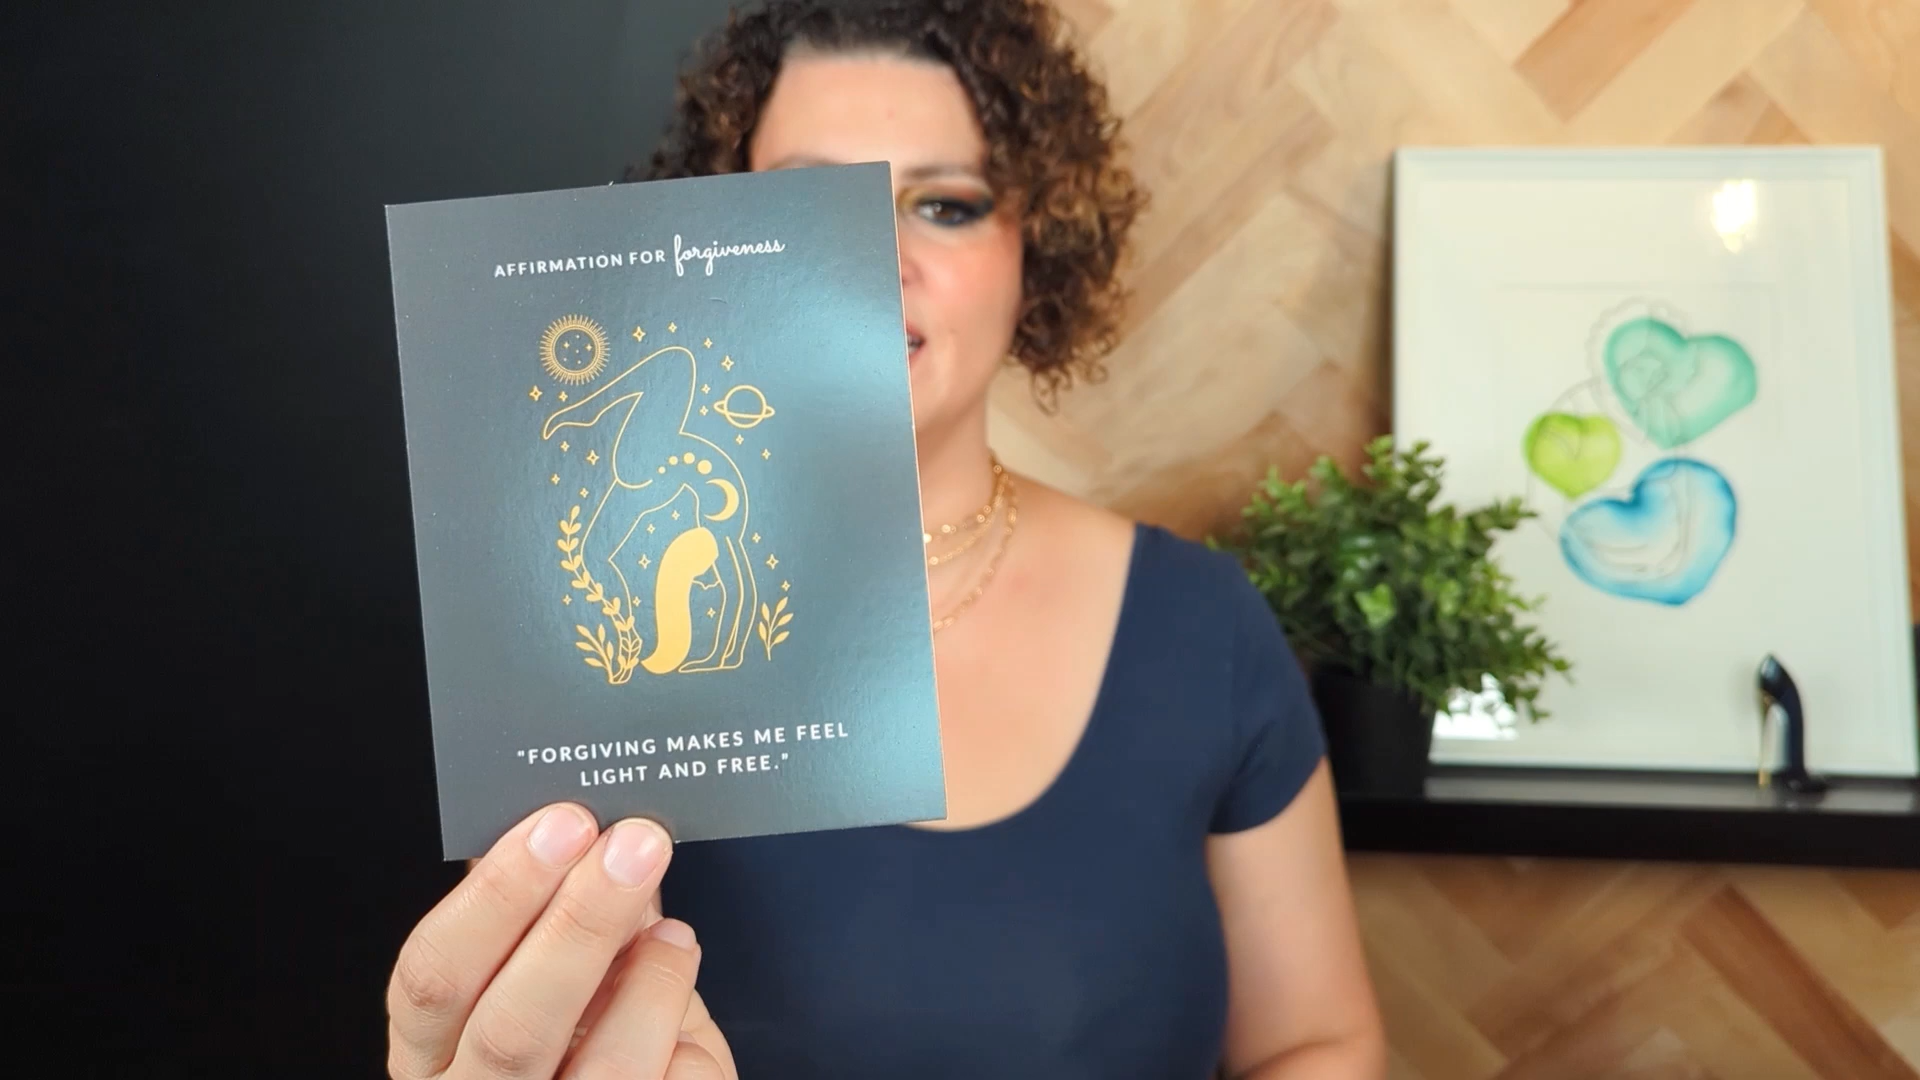 AFFIRMATION FOR forgiveness
"FORGIVING MAKES ME FEEL
LIGHT AND FREE."